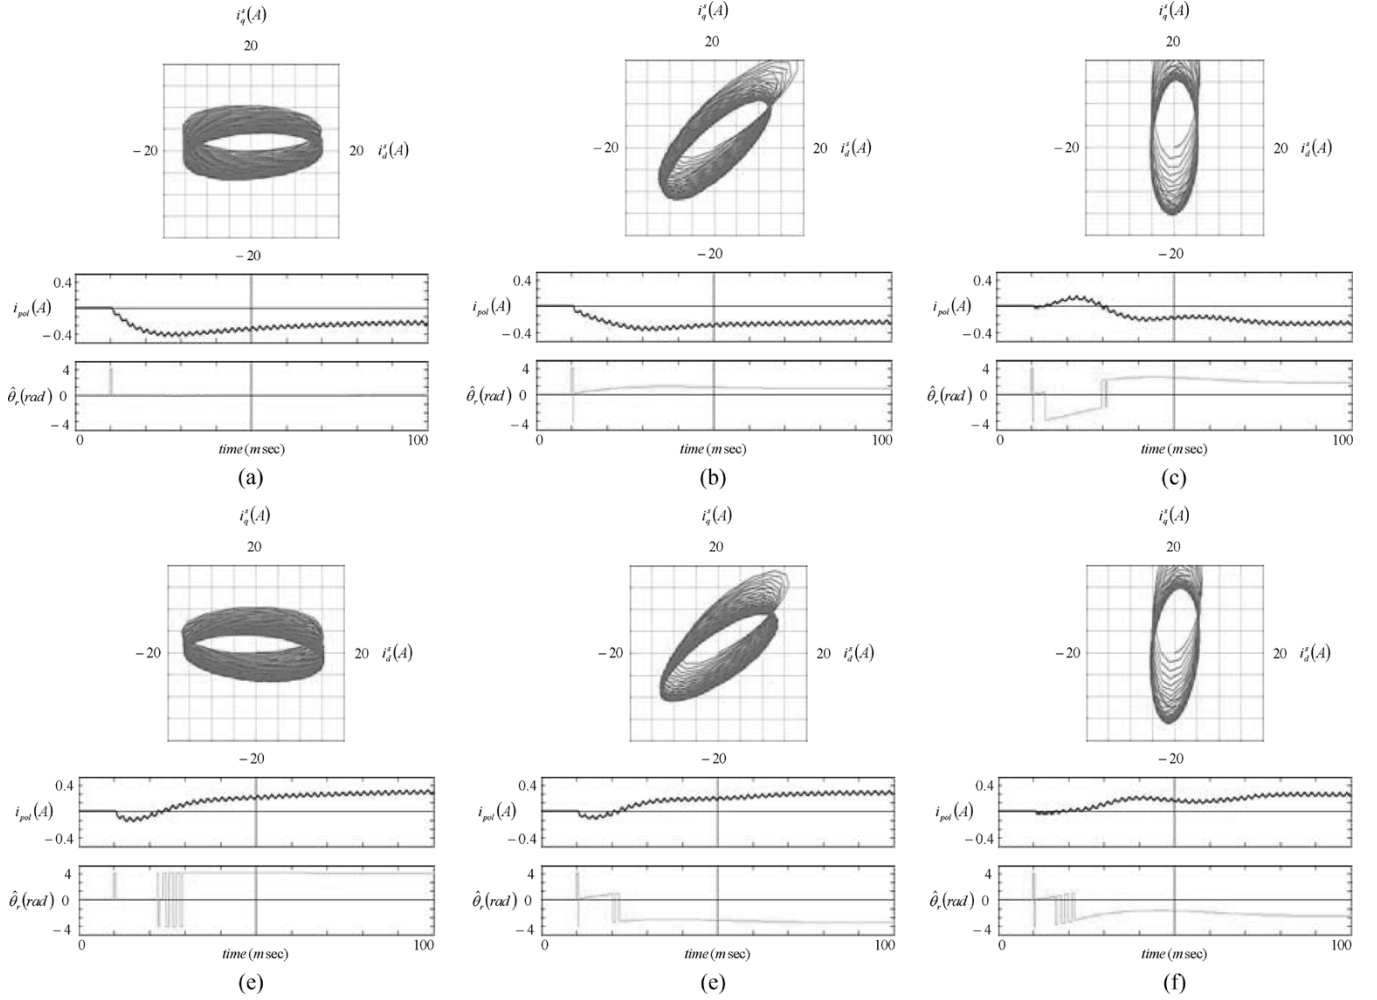 i_q^s(A) i_q^s(A) i_q^s(A)
20 20 20
−20 20 i_d^s(A) −20 20 i_d^s(A) −20 20 i_d^s(A)
−20 −20 −20
0.4 0.4 0.4
i_pol(A) i_pol(A) i_pol(A)
−0.4 −0.4 −0.4
4 4 4
θ̂_r(rad) 0 θ̂_r(rad) 0 θ̂_r(rad) 0
−4 −4 −4
0 100 0 100 0 100
time(msec) time(msec) time(msec)
(a) (b) (c)
i_q^s(A) i_q^s(A) i_q^s(A)
20 20 20
−20 20 i_d^s(A) −20 20 i_d^s(A) −20 20 i_d^s(A)
−20 −20 −20
0.4 0.4 0.4
i_pol(A) i_pol(A) i_pol(A)
−0.4 −0.4 −0.4
4 4 4
θ̂_r(rad) 0 θ̂_r(rad) 0 θ̂_r(rad) 0
−4 −4 −4
0 100 0 100 0 100
time(msec) time(msec) time(msec)
(e) (e) (f)